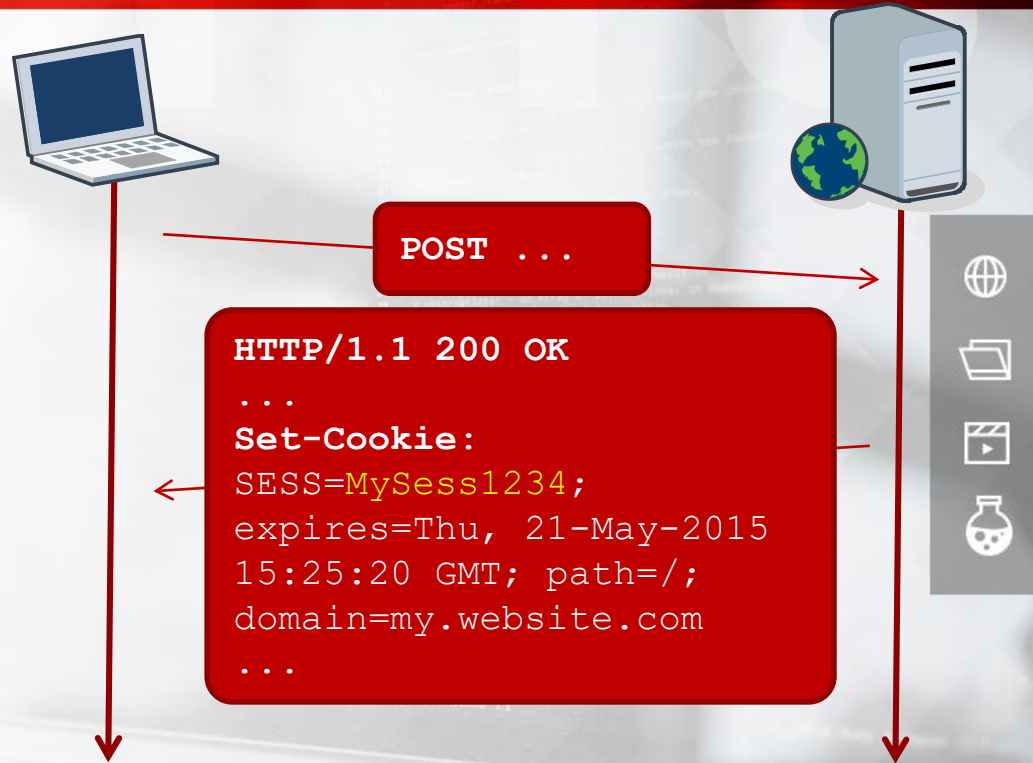 POST ...
HTTP/1.1 200 OK
...
Set-Cookie:
SESS=MySess1234;
expires=Thu, 21-May-2015
15:25:20 GMT; path=/;
domain=my.website.com
...